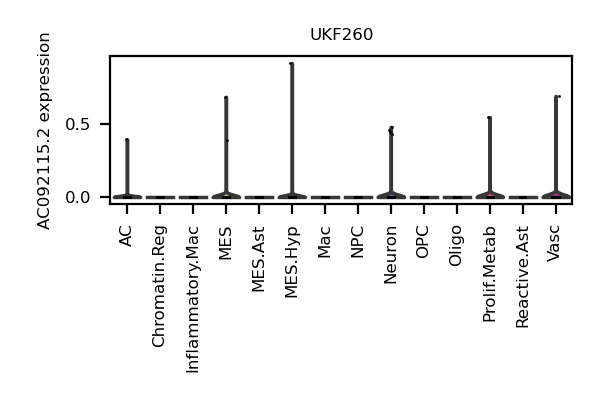 UKF260
AC092115.2 expression
0.5
0.0
AC
Chromatin.Reg
Inflammatory.Mac
MES
MES.Ast
MES.Hyp
Mac
NPC
Neuron
OPC
Oligo
Prolif.Metab
Reactive.Ast
Vasc